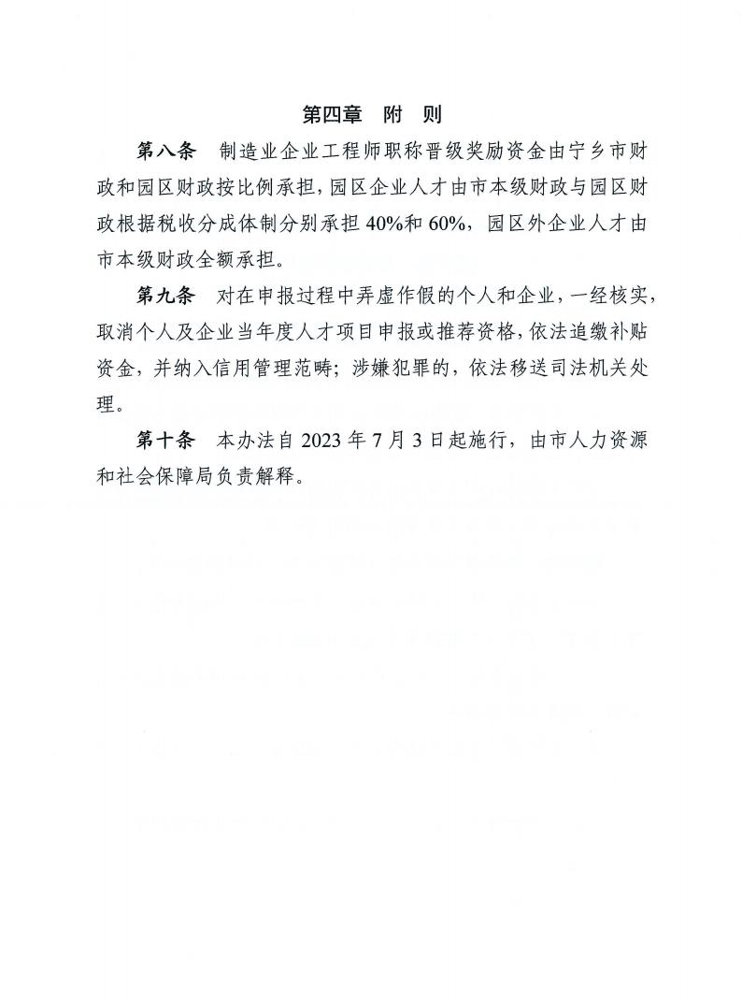 第四章 附 则
第八条 制造业企业工程师职称晋级奖励资金由宁乡市财
政和园区财政按比例承担，园区企业人才由市本级财政与园区财
政根据税收分成体制分别承担 40%和 60%，园区外企业人才由
市本级财政全额承担。
第九条 对在申报过程中弄虚作假的个人和企业，一经核实，
取消个人及企业当年度人才项目申报或推荐资格，依法追缴补贴
资金，并纳入信用管理范畴；涉嫌犯罪的，依法移送司法机关处
理。
第十条 本办法自 2023 年 7 月 3 日起施行，由市人力资源
和社会保障局负责解释。